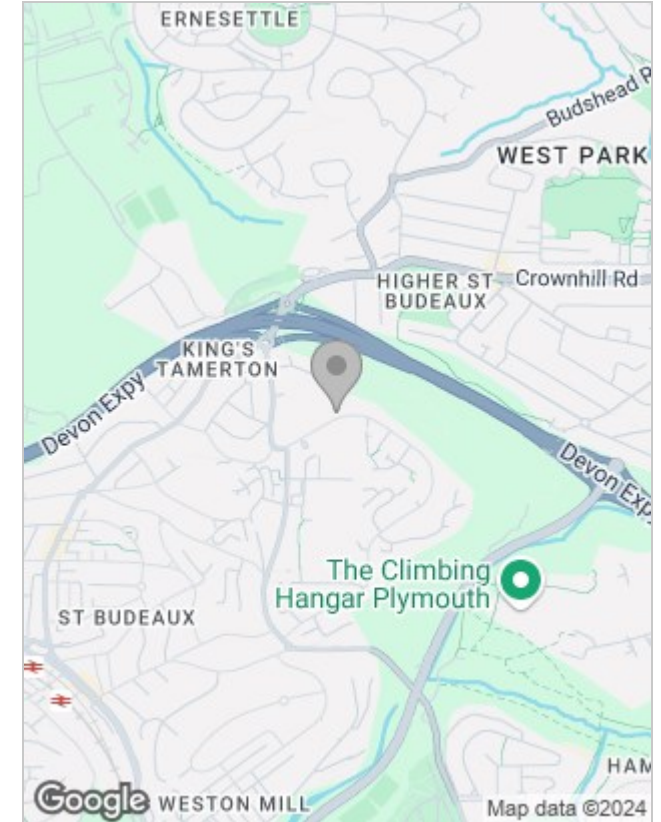 ERNESETTLE
Budshead R
WEST PARK
HIGHER ST
BUDEAUX
Crownhill Rd
KING'S
TAMERTON
Devon Expy
Devon Expy
The Climbing
Hangar Plymouth
ST BUDEAUX
HAM
Google
WESTON MILL
Map data ©2024